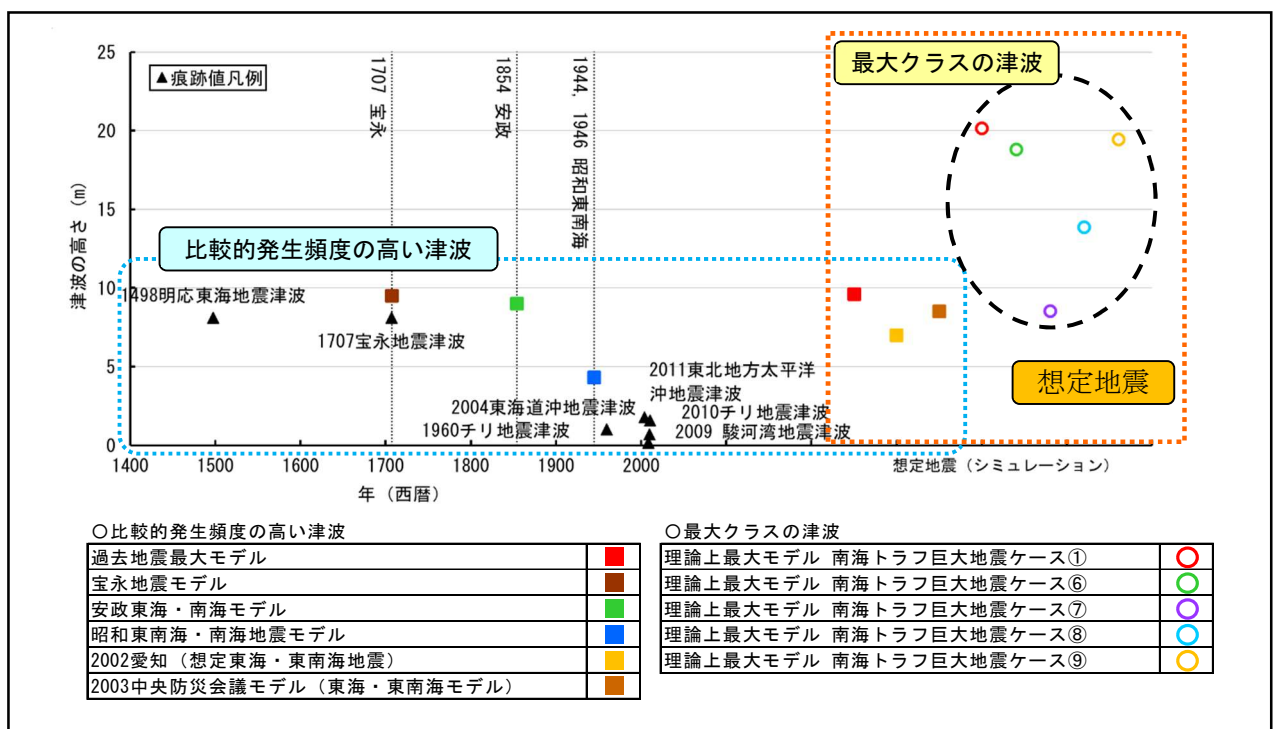 25
20
15
10
5
0
津波の高さ (m)
▲痕跡値凡例
1707 宝永
1854 安政
1944, 1946 昭和東南海
最大クラスの津波
比較的発生頻度の高い津波
1498明応東海地震津波
1707宝永地震津波
2011東北地方太平洋
沖地震津波
2004東海道沖地震津波
2010チリ地震津波
1960チリ地震津波
2009 駿河湾地震津波
想定地震
1400 1500 1600 1700 1800 1900 2000
想定地震（シミュレーション）
年（西暦）
○比較的発生頻度の高い津波
過去地震最大モデル
宝永地震モデル
安政東海・南海モデル
昭和東南海・南海地震モデル
2002愛知（想定東海・東南海地震）
2003中央防災会議モデル（東海・東南海モデル）
○最大クラスの津波
理論上最大モデル 南海トラフ巨大地震ケース①
理論上最大モデル 南海トラフ巨大地震ケース⑥
理論上最大モデル 南海トラフ巨大地震ケース⑦
理論上最大モデル 南海トラフ巨大地震ケース⑧
理論上最大モデル 南海トラフ巨大地震ケース⑨